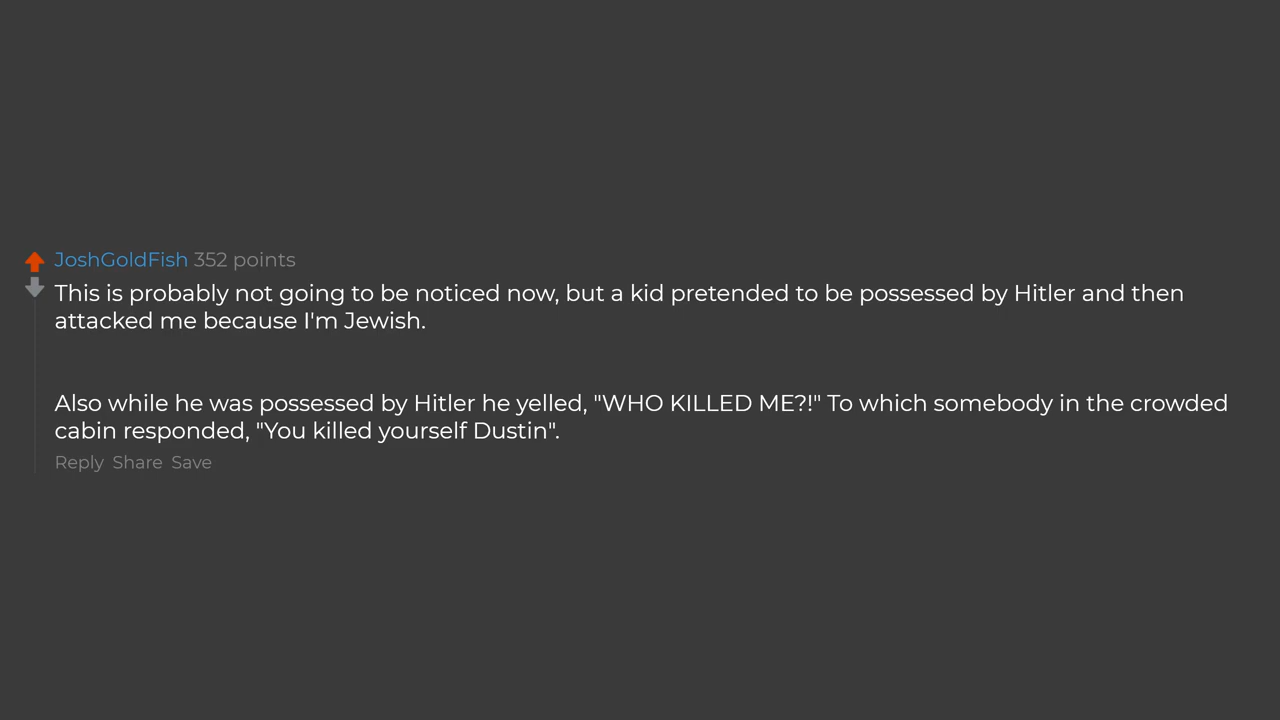 JoshGoldFish 352 points
This is probably not going to be noticed now, but a kid pretended to be possessed by Hitler and then
attacked me because I'm Jewish.
Also while he was possessed by Hitler he yelled, "WHO KILLED ME?!" To which somebody in the crowded
cabin responded, "You killed yourself Dustin".
Reply Share Save